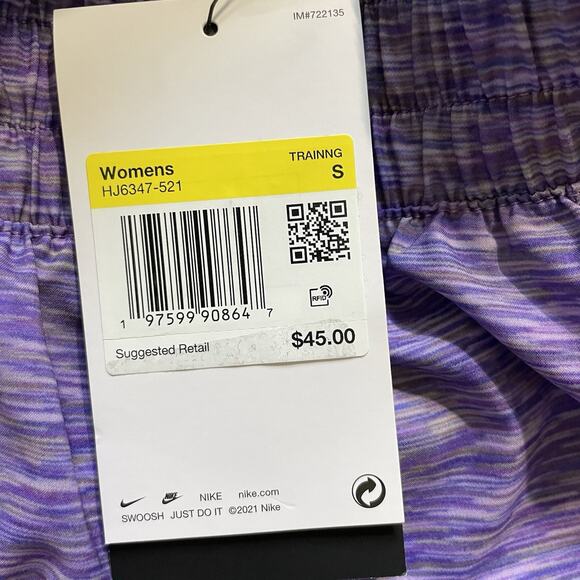 IM#722135
Womens
TRAINNG
HJ6347-521
S
RFID
1 97599 90864 7
Suggested Retail
$45.00
NIKE nike.com
SWOOSH JUST DO IT ©2021 Nike